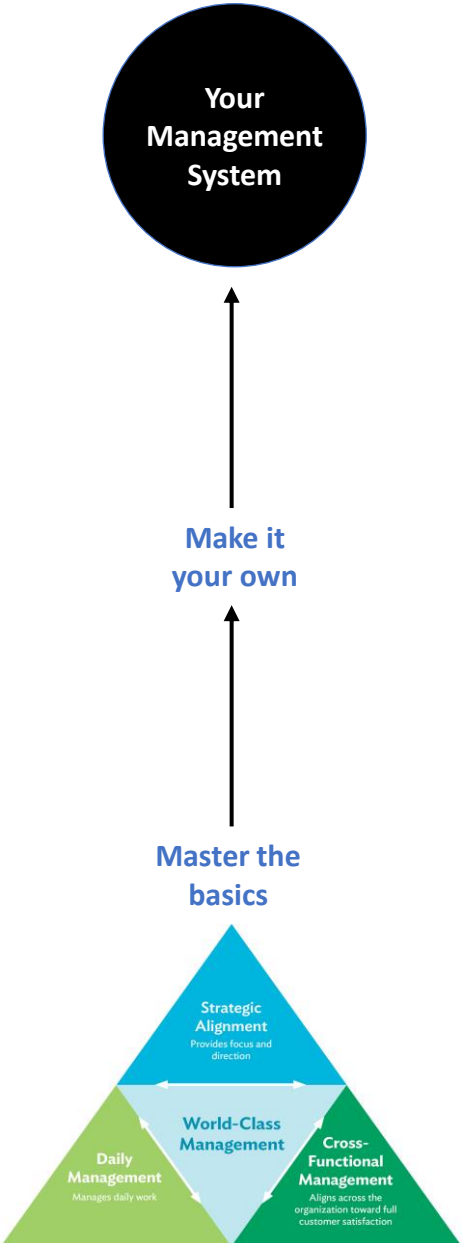 Your
Management
System
Make it
your own
Master the
basics
Strategic
Alignment
Provides focus and
direction
World-Class
Management
Daily
Management
Manages daily work
Cross-
Functional
Management
Aligns across the
organization toward full
customer satisfaction